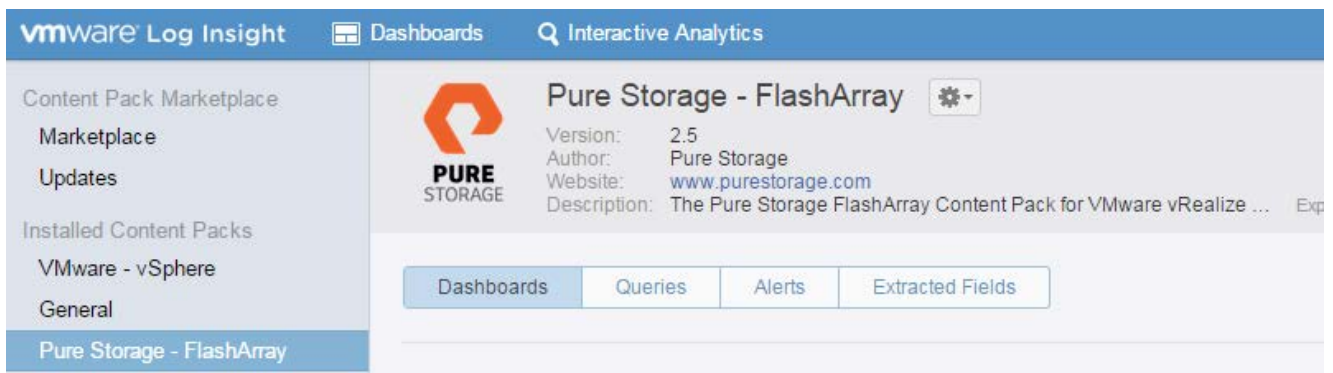 vmware Log Insight Dashboards Interactive Analytics
Content Pack Marketplace
Marketplace
Updates
Installed Content Packs
VMware - vSphere
General
Pure Storage - FlashArray
PURE
STORAGE
Pure Storage - FlashArray
Version: 2.5
Author: Pure Storage
Website: www.purestorage.com
Description: The Pure Storage FlashArray Content Pack for VMware vRealize ... Exp
Dashboards Queries Alerts Extracted Fields